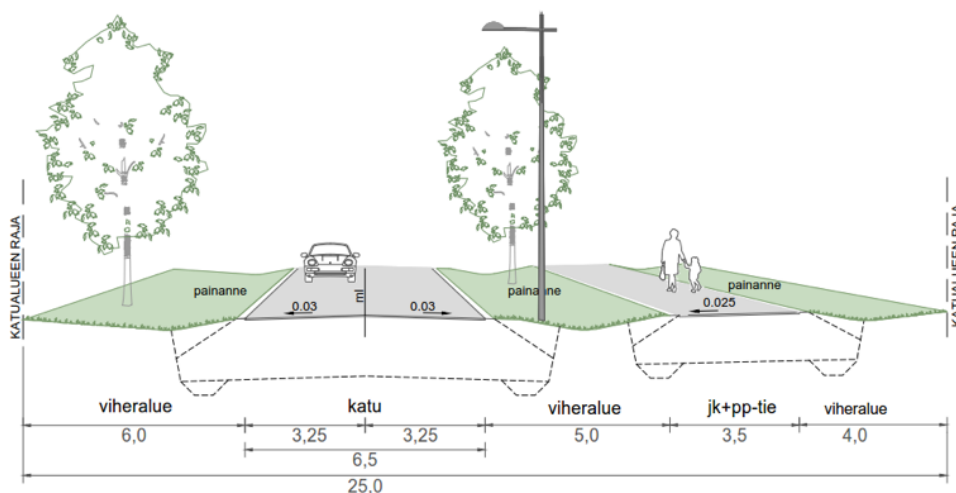 KATUALUEEN RAJA
KATUALUEEN RAJA
painanne
painanne
painanne
0.03
ml
0.03
0.025
viheralue
katu
viheralue
jk+pp-tie
viheralue
6,0
3,25
3,25
5,0
3,5
4,0
6,5
25.0